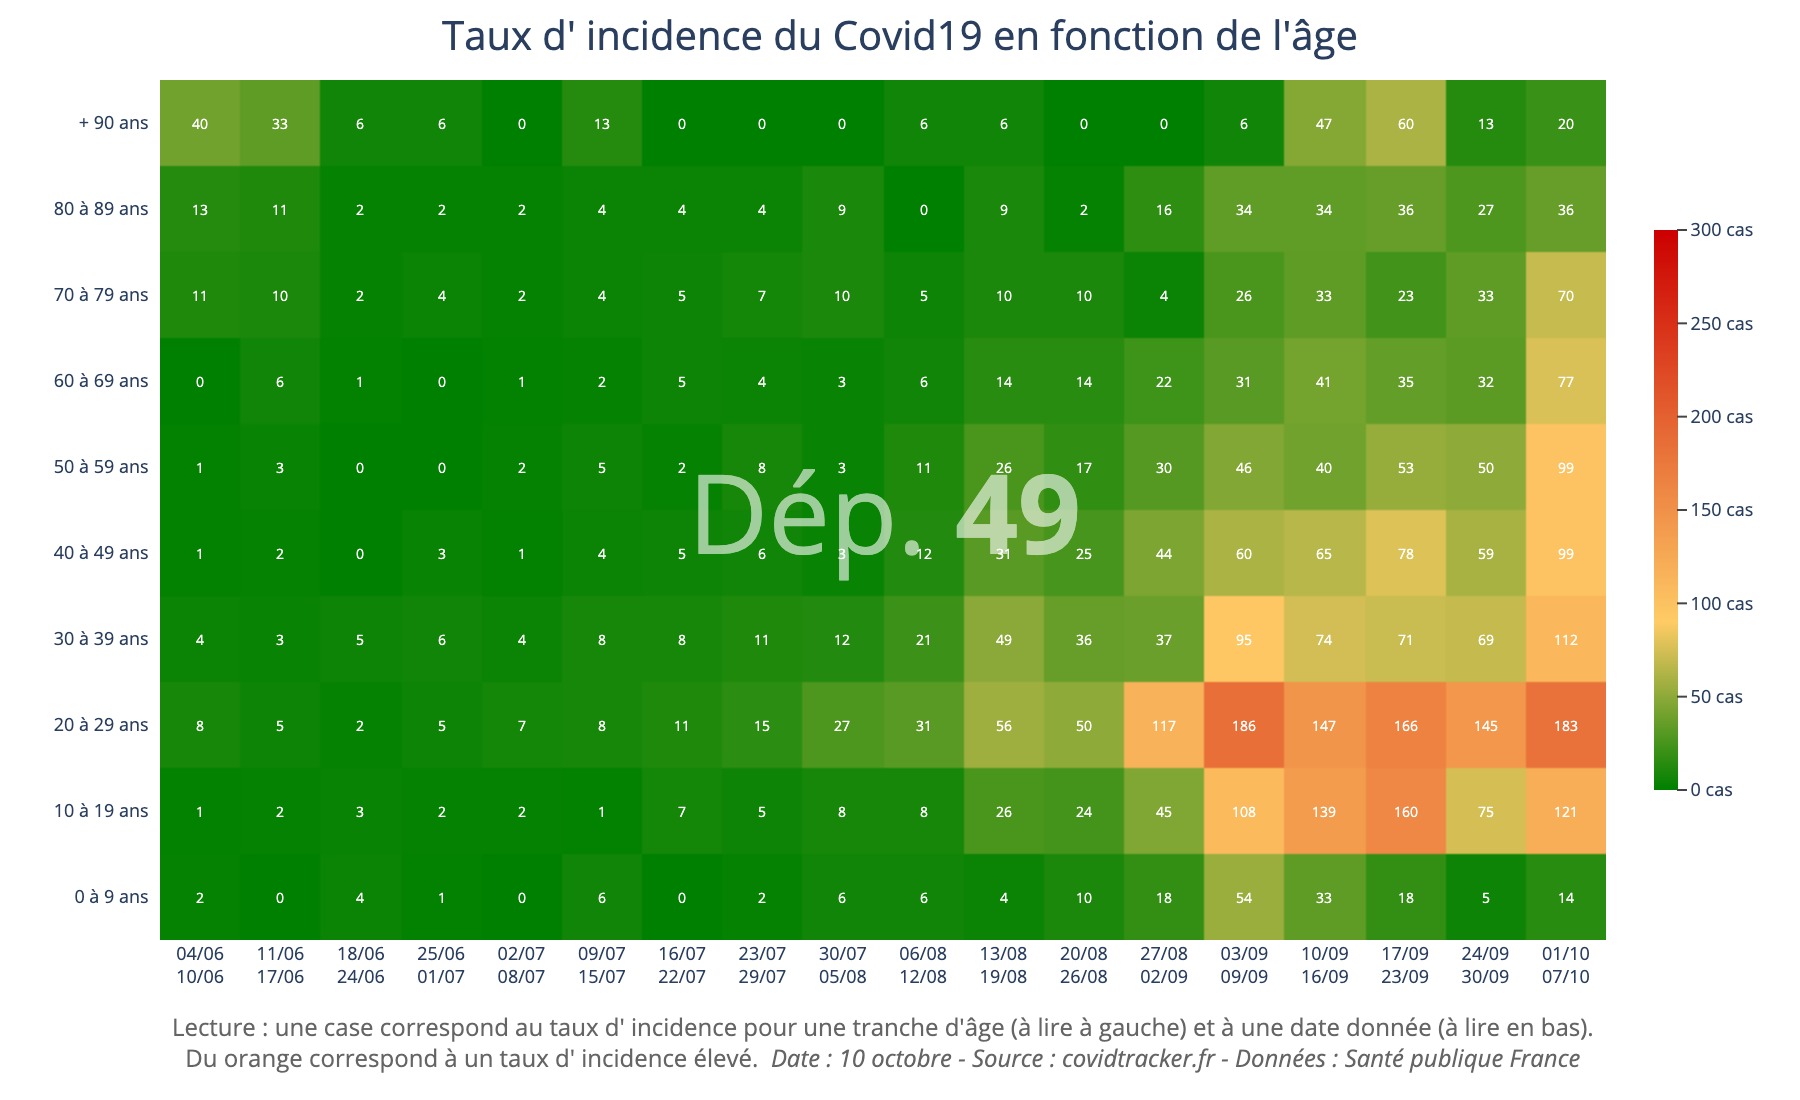 Taux d' incidence du Covid19 en fonction de l'âge
+ 90 ans 40 33 6 6 0 13 0 0 0 6 6 0 0 6 47 60 13 20
80 à 89 ans 13 11 2 2 2 4 4 4 9 0 9 2 16 34 34 36 27 36
70 à 79 ans 11 10 2 4 2 4 5 7 10 5 10 10 4 26 33 23 33 70
60 à 69 ans 0 6 1 0 1 2 5 4 3 6 14 14 22 31 41 35 32 77
50 à 59 ans 1 3 0 0 2 5 2 8 3 11 26 17 30 46 40 53 50 99
Dép. 49
40 à 49 ans 1 2 0 3 1 4 5 6 3 12 31 25 44 60 65 78 59 99
30 à 39 ans 4 3 5 6 4 8 8 11 12 21 49 36 37 95 74 71 69 112
20 à 29 ans 8 5 2 5 7 8 11 15 27 31 56 50 117 186 147 166 145 183
10 à 19 ans 1 2 3 2 2 1 7 5 8 8 26 24 45 108 139 160 75 121
0 à 9 ans 2 0 4 1 0 6 0 2 6 6 4 10 18 54 33 18 5 14
04/06 11/06 18/06 25/06 02/07 09/07 16/07 23/07 30/07 06/08 13/08 20/08 27/08 03/09 10/09 17/09 24/09 01/10
10/06 17/06 24/06 01/07 08/07 15/07 22/07 29/07 05/08 12/08 19/08 26/08 02/09 09/09 16/09 23/09 30/09 07/10
300 cas
250 cas
200 cas
150 cas
100 cas
50 cas
0 cas
Lecture : une case correspond au taux d' incidence pour une tranche d'âge (à lire à gauche) et à une date donnée (à lire en bas).
Du orange correspond à un taux d' incidence élevé. Date : 10 octobre - Source : covidtracker.fr - Données : Santé publique France